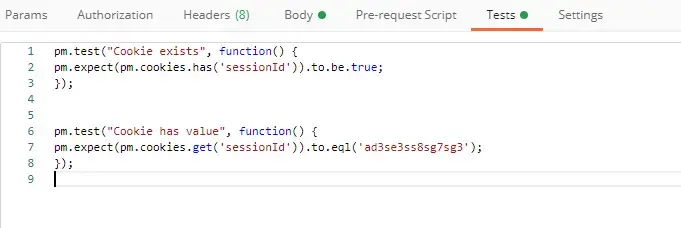 Params Authorization Headers (8) Body Pre-request Script Tests Settings
1 pm.test("Cookie exists", function() {
2 pm.expect(pm.cookies.has('sessionId')).to.be.true;
3 });
4
5
6 pm.test("Cookie has value", function() {
7 pm.expect(pm.cookies.get('sessionId')).to.eql('ad3se3ss8sg7sg3');
8 });
9